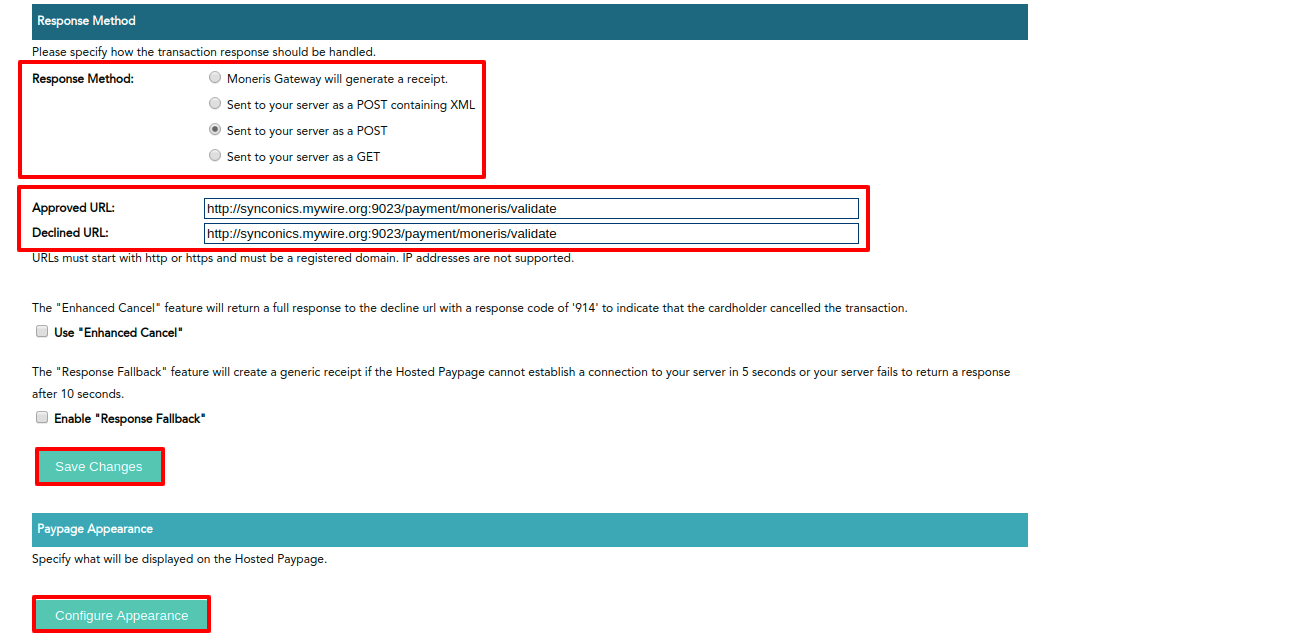 Response Method
Please specify how the transaction response should be handled.
Response Method:
Moneris Gateway will generate a receipt.
Sent to your server as a POST containing XML
Sent to your server as a POST
Sent to your server as a GET
Approved URL: http://synconics.mywire.org:9023/payment/moneris/validate
Declined URL: http://synconics.mywire.org:9023/payment/moneris/validate
URLs must start with http or https and must be a registered domain. IP addresses are not supported.
The "Enhanced Cancel" feature will return a full response to the decline url with a response code of '914' to indicate that the cardholder cancelled the transaction.
Use "Enhanced Cancel"
The "Response Fallback" feature will create a generic receipt if the Hosted Paypage cannot establish a connection to your server in 5 seconds or your server fails to return a response
after 10 seconds.
Enable "Response Fallback"
Save Changes
Paypage Appearance
Specify what will be displayed on the Hosted Paypage.
Configure Appearance